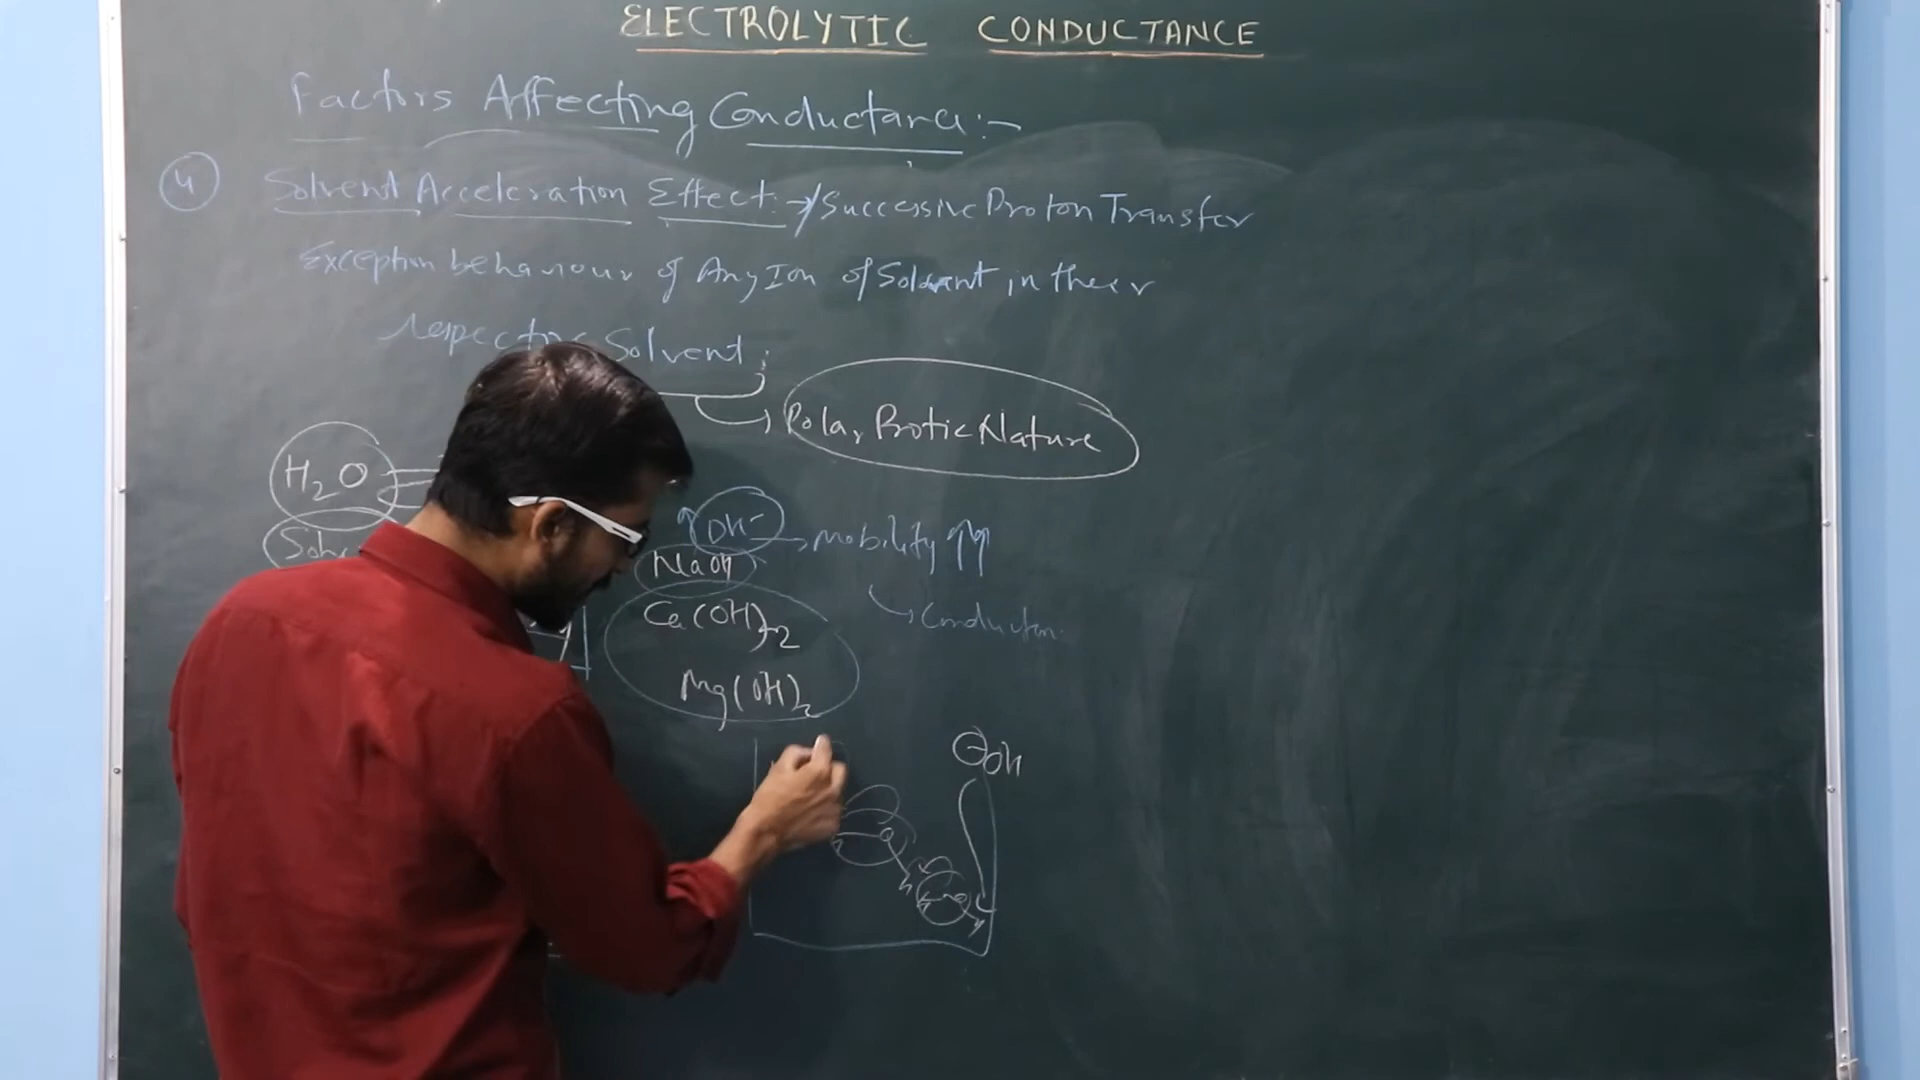 ELECTROLYTIC CONDUCTANCE
Factors Affecting Conductance:-
4 Solvent Acceleration Effect:→/Successive Proton Transfer
Exception behaviour of Any Ion of Solvent in their
respective Solvent;
Polar Protic Nature
H2O
OH- → mobility ↑↑
NaOH
Ca(OH)2
Conduction
Mg(OH)2
⊖OH